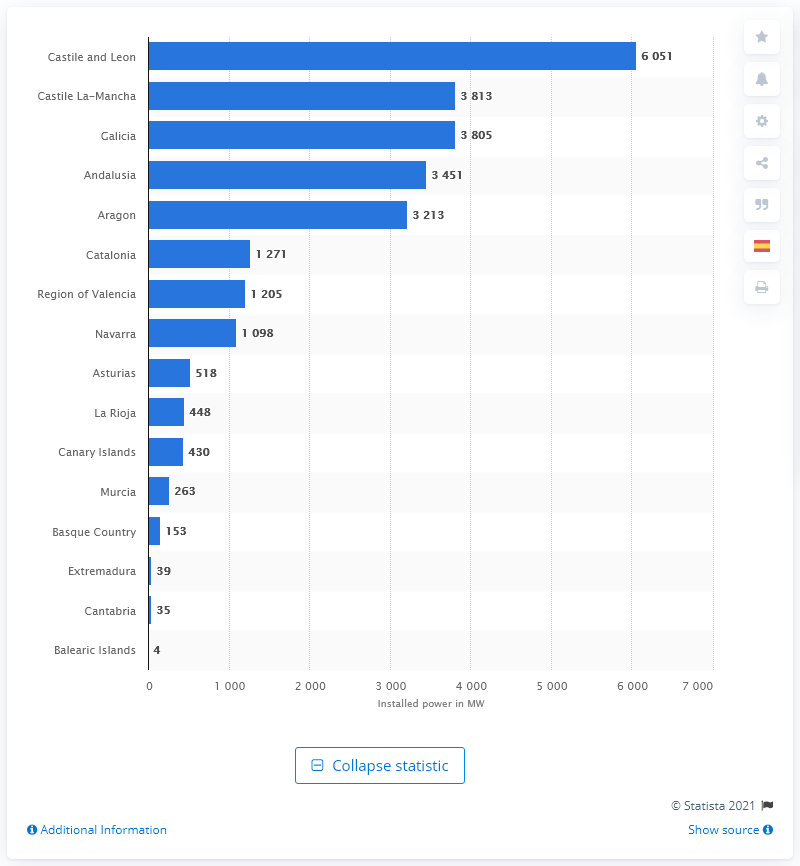 Castile and Leon 6 051
Castile La-Mancha 3 813
Galicia 3 805
Andalusia 3 451
Aragon 3 213
Catalonia 1 271
Region of Valencia 1 205
Navarra 1 098
Asturias 518
La Rioja 448
Canary Islands 430
Murcia 263
Basque Country 153
Extremadura 39
Cantabria 35
Balearic Islands 4
0 1 000 2 000 3 000 4 000 5 000 6 000 7 000
Installed power in MW
Collapse statistic
© Statista 2021
Additional Information Show source